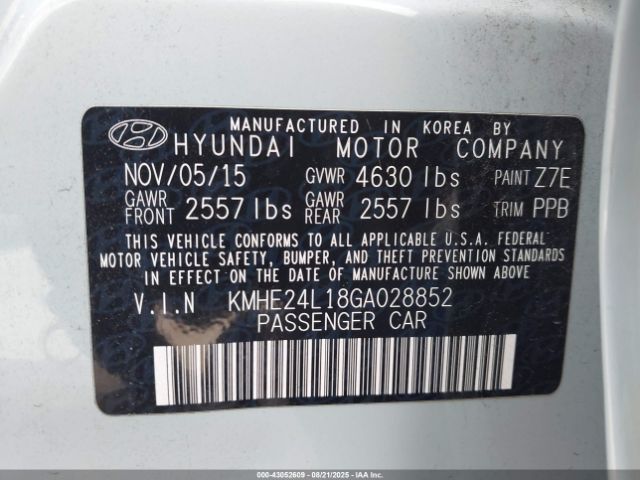 MANUFACTURED IN KOREA BY
HYUNDAI MOTOR COMPANY
NOV/05/15 GVWR 4630 lbs PAINT Z7E
GAWR FRONT 2557 lbs GAWR REAR 2557 lbs TRIM PPB
THIS VEHICLE CONFORMS TO ALL APPLICABLE U.S.A. FEDERAL
MOTOR VEHICLE SAFETY, BUMPER, AND THEFT PREVENTION STANDARDS
IN EFFECT ON THE DATE OF MANUFACTURE SHOWN ABOVE
V.I.N KMHE24L18GA028852
PASSENGER CAR
000-43052609 - 08/21/2025 - COPART